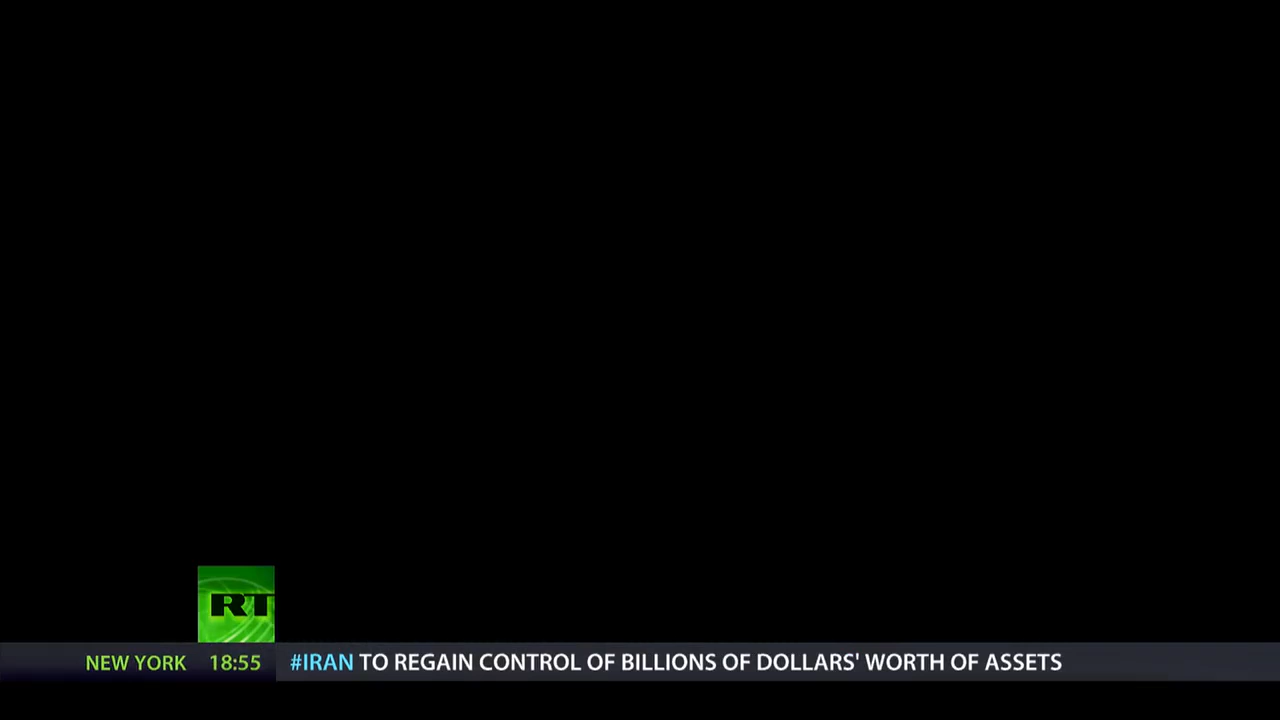 RT
NEW YORK 18:55 #IRAN TO REGAIN CONTROL OF BILLIONS OF DOLLARS' WORTH OF ASSETS